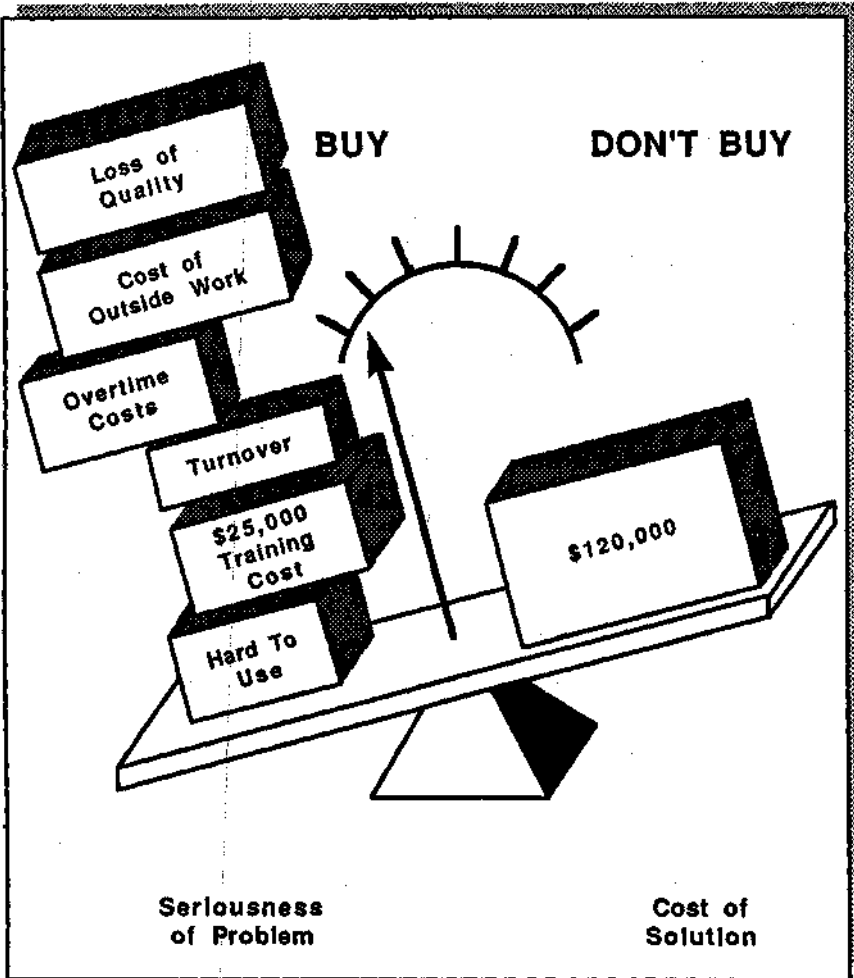 BUY
DON'T BUY
Loss of
Quality
Cost of
Outside Work
Overtime
Costs
Turnover
$25,000
Training
Cost
Hard To
Use
$120,000
Seriousness
of Problem
Cost of
Solution